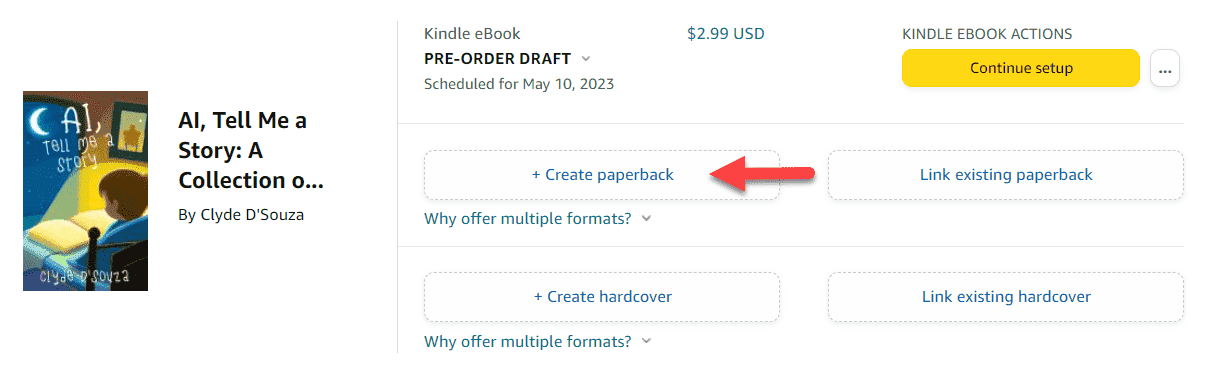 AI,
Tell me a
Story
Clyde D'Souza
AI, Tell Me a
Story: A
Collection o...
By Clyde D'Souza
Kindle eBook
$2.99 USD
PRE-ORDER DRAFT
Scheduled for May 10, 2023
KINDLE EBOOK ACTIONS
Continue setup
...
+ Create paperback
Link existing paperback
Why offer multiple formats?
+ Create hardcover
Link existing hardcover
Why offer multiple formats?